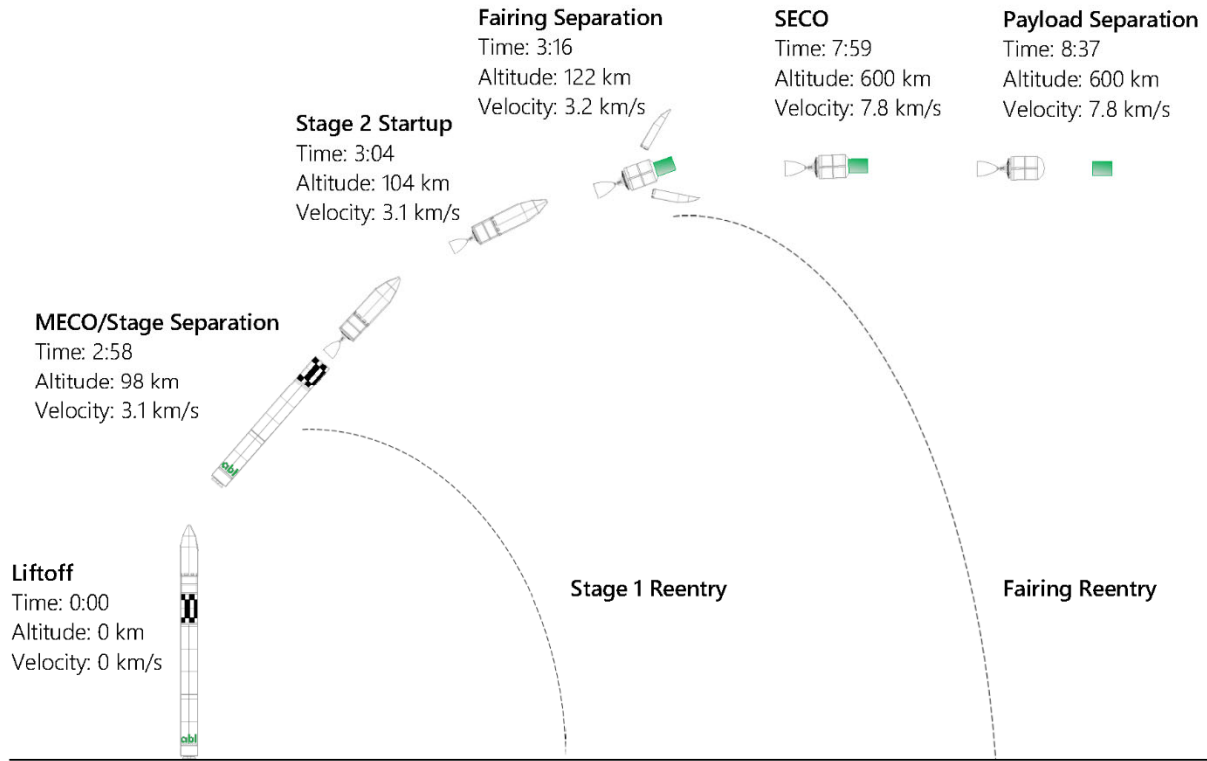 Fairing Separation
Time: 3:16
Altitude: 122 km
Velocity: 3.2 km/s
SECO
Time: 7:59
Altitude: 600 km
Velocity: 7.8 km/s
Payload Separation
Time: 8:37
Altitude: 600 km
Velocity: 7.8 km/s
Stage 2 Startup
Time: 3:04
Altitude: 104 km
Velocity: 3.1 km/s
MECO/Stage Separation
Time: 2:58
Altitude: 98 km
Velocity: 3.1 km/s
abl
Liftoff
Time: 0:00
Altitude: 0 km
Velocity: 0 km/s
abl
Stage 1 Reentry
Fairing Reentry